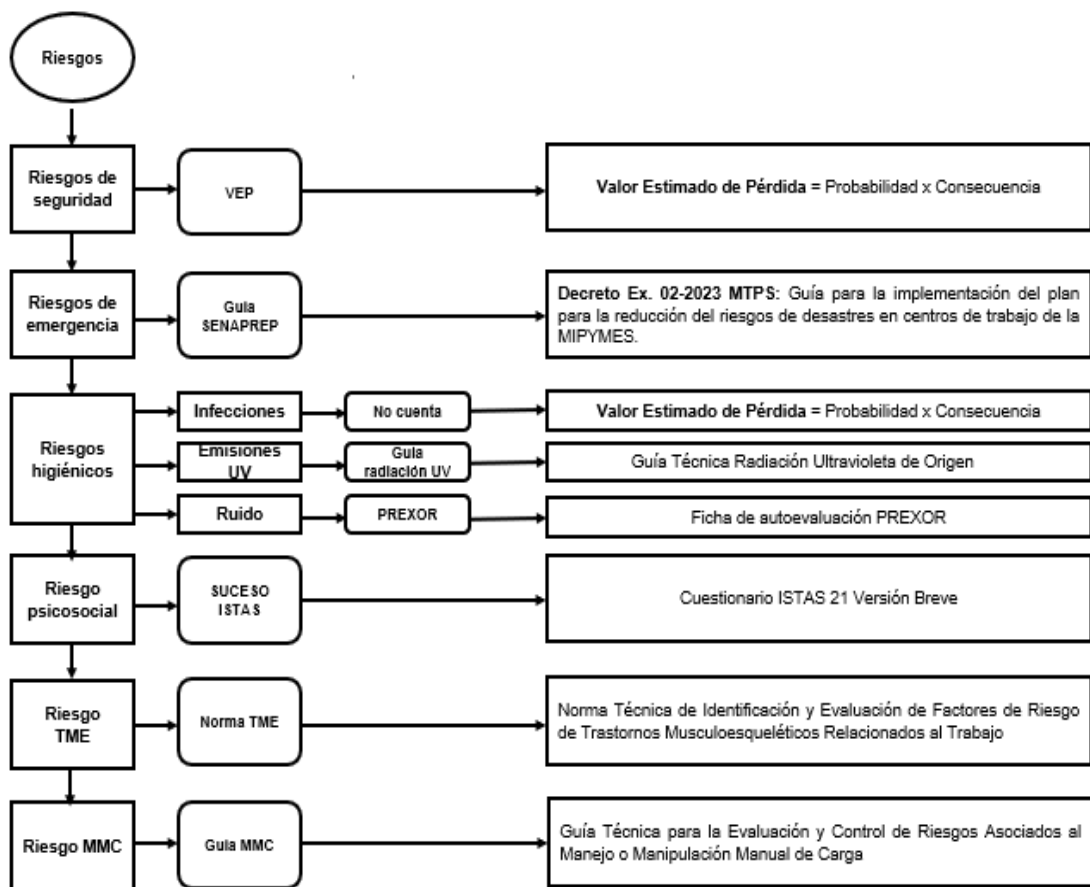 Riesgos
Riesgos de
seguridad
VEP
Valor Estimado de Pérdida = Probabilidad x Consecuencia
Riesgos de
emergencia
Guia
SENAPREP
Decreto Ex. 02-2023 MTPS: Guía para la implementación del plan
para la reducción del riesgos de desastres en centros de trabajo de la
MIPYMES.
Riesgos
higiénicos
Infecciones
No cuenta
Valor Estimado de Pérdida = Probabilidad x Consecuencia
Emisiones
UV
Guia
radiación UV
Guía Técnica Radiación Ultravioleta de Origen
Ruido
PREXOR
Ficha de autoevaluación PREXOR
Riesgo
psicosocial
SUCESO
ISTAS
Cuestionario ISTAS 21 Versión Breve
Riesgo
TME
Norma TME
Norma Técnica de Identificación y Evaluación de Factores de Riesgo
de Trastornos Musculoesqueléticos Relacionados al Trabajo
Riesgo MMC
Guia MMC
Guía Técnica para la Evaluación y Control de Riesgos Asociados al
Manejo o Manipulación Manual de Carga